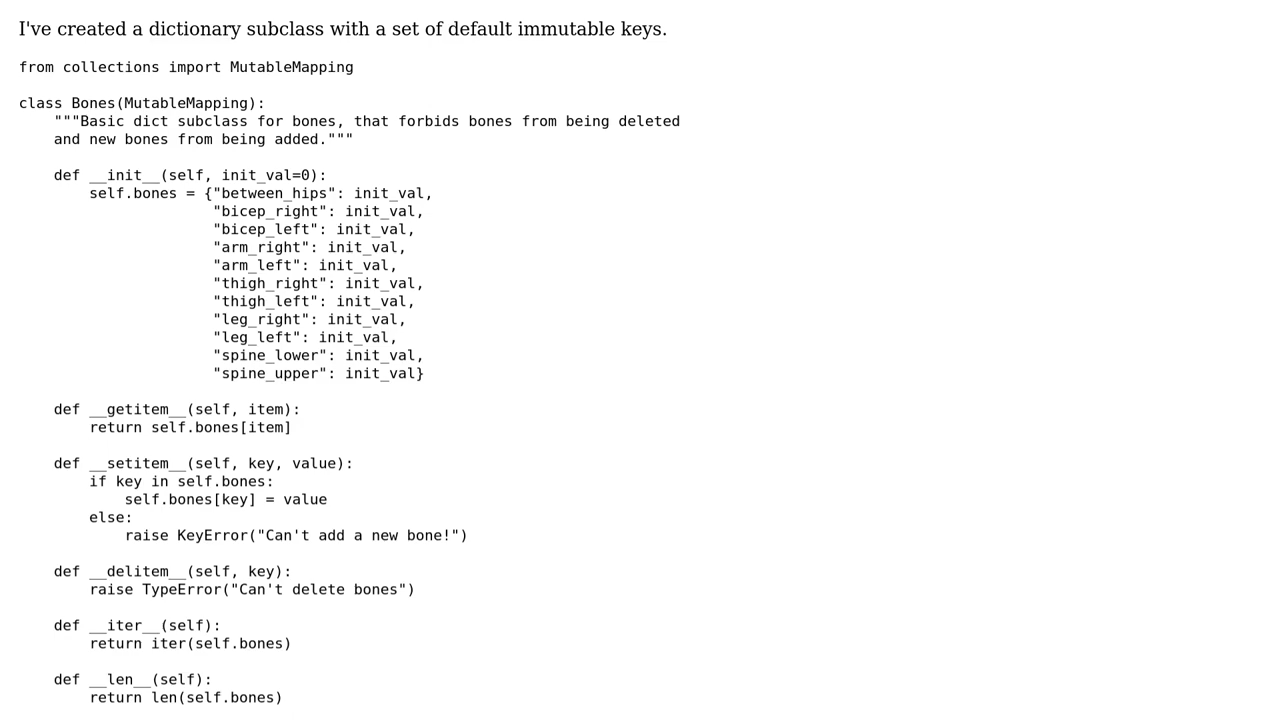 I've created a dictionary subclass with a set of default immutable keys.
from collections import MutableMapping
class Bones(MutableMapping):
    """Basic dict subclass for bones, that forbids bones from being deleted
    and new bones from being added."""
    def __init__(self, init_val=0):
        self.bones = {"between_hips": init_val,
                      "bicep_right": init_val,
                      "bicep_left": init_val,
                      "arm_right": init_val,
                      "arm_left": init_val,
                      "thigh_right": init_val,
                      "thigh_left": init_val,
                      "leg_right": init_val,
                      "leg_left": init_val,
                      "spine_lower": init_val,
                      "spine_upper": init_val}
    def __getitem__(self, item):
        return self.bones[item]
    def __setitem__(self, key, value):
        if key in self.bones:
            self.bones[key] = value
        else:
            raise KeyError("Can't add a new bone!")
    def __delitem__(self, key):
        raise TypeError("Can't delete bones")
    def __iter__(self):
        return iter(self.bones)
    def __len__(self):
        return len(self.bones)